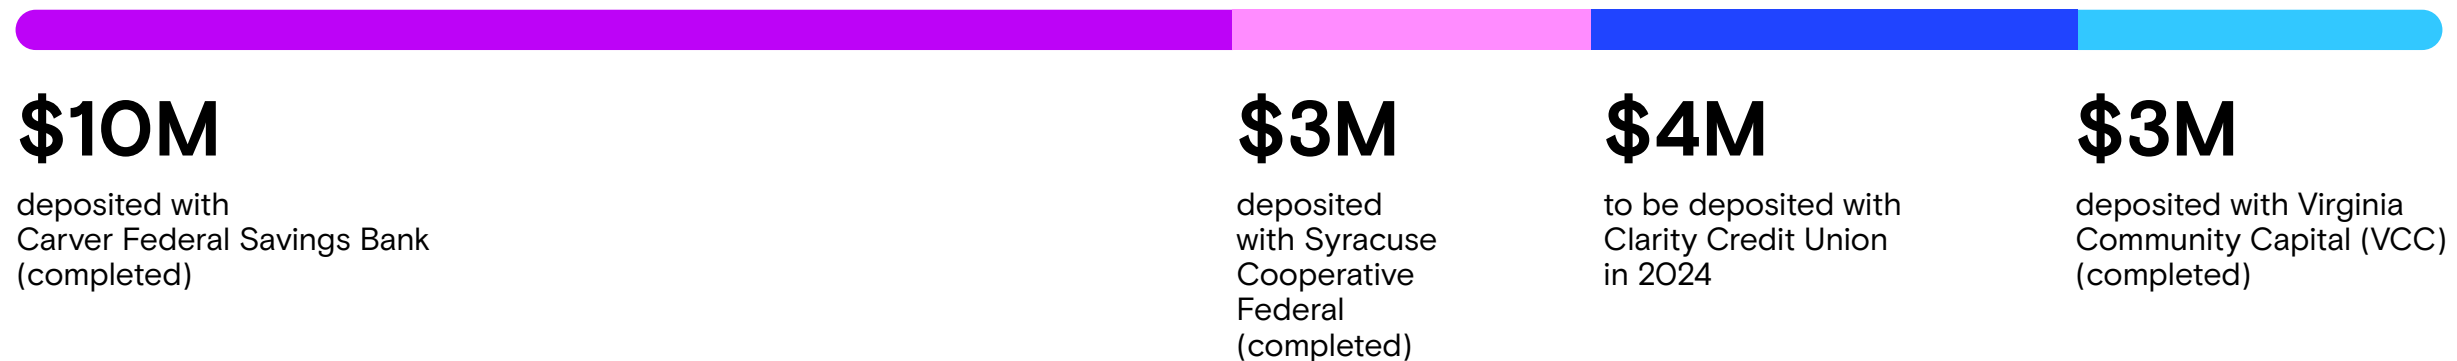 $10M
deposited with
Carver Federal Savings Bank
(completed)
$3M
deposited
with Syracuse
Cooperative
Federal
(completed)
$4M
to be deposited with
Clarity Credit Union
in 2024
$3M
deposited with Virginia
Community Capital (VCC)
(completed)